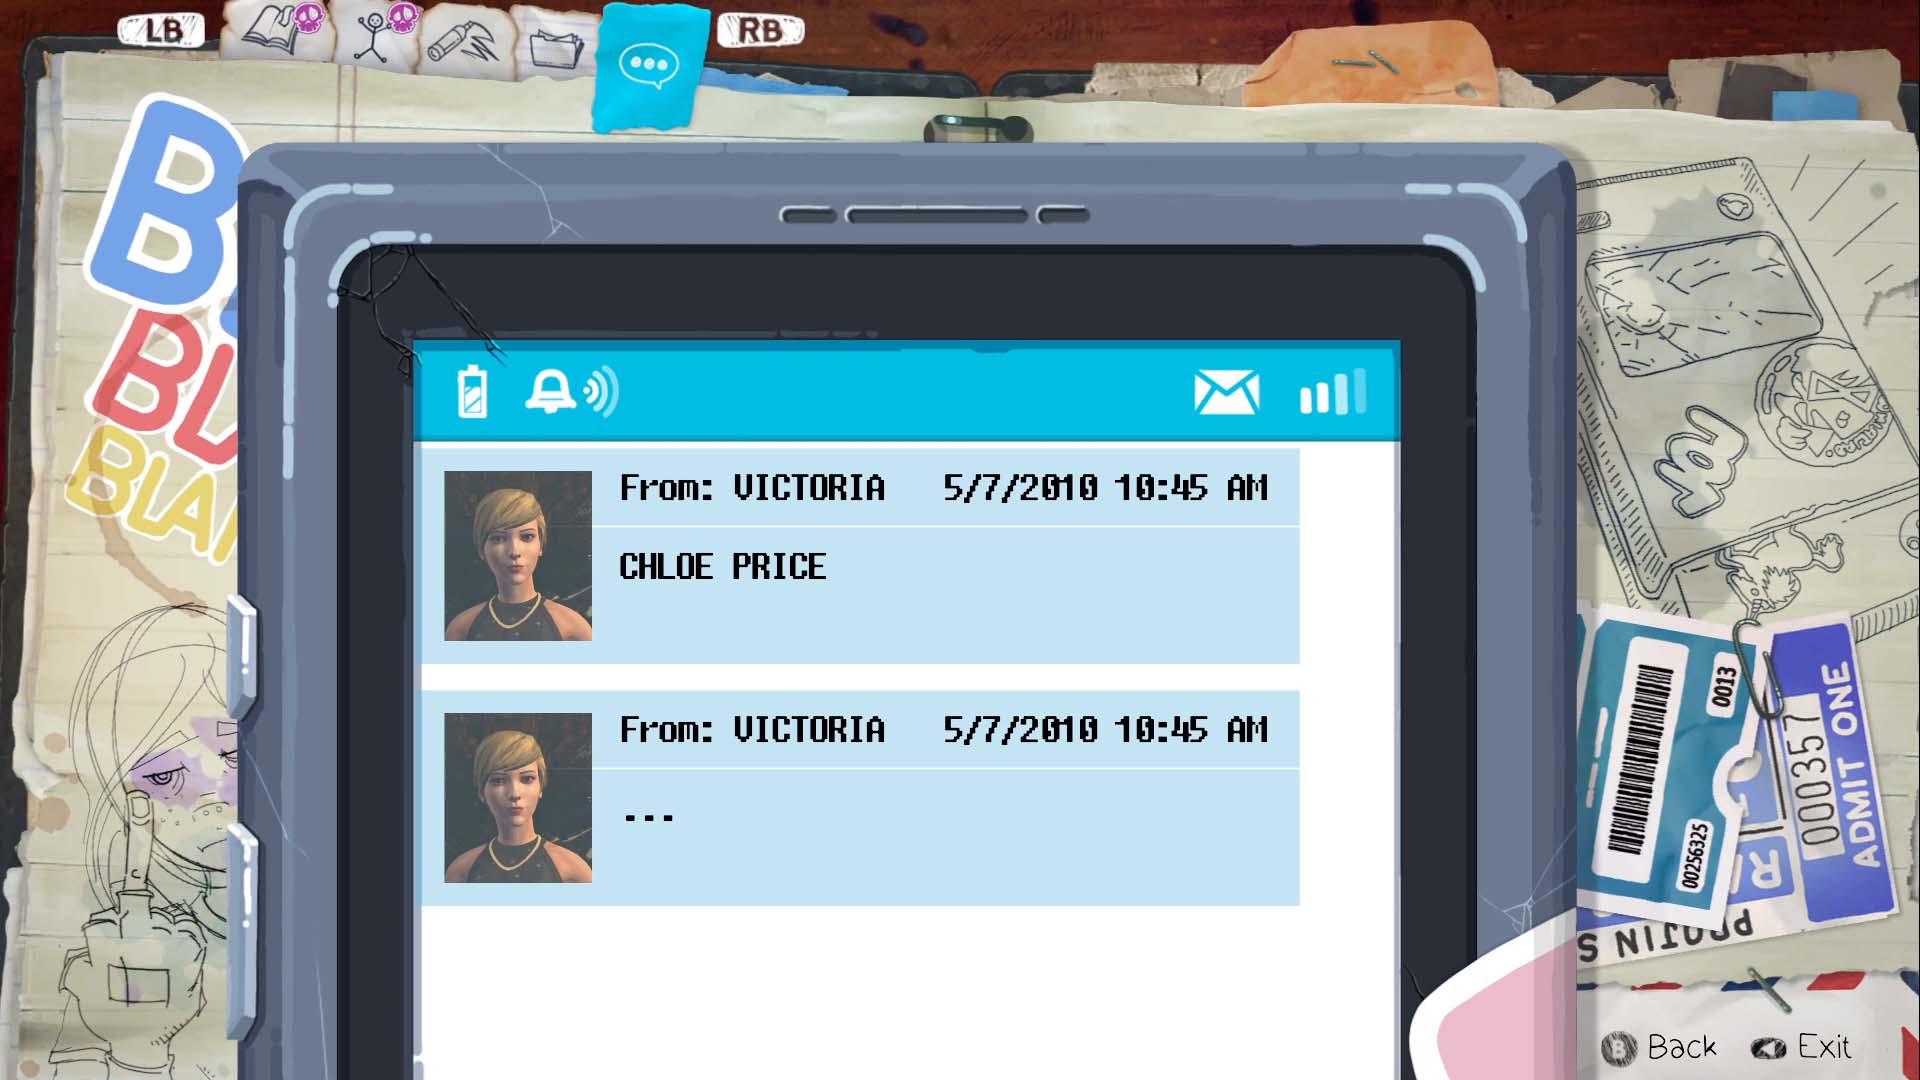 LB
RB
From: VICTORIA 5/7/2010 10:45 AM
CHLOE PRICE
From: VICTORIA 5/7/2010 10:45 AM
---
0013
00256325
000357
ADMIT ONE
B Back
Exit